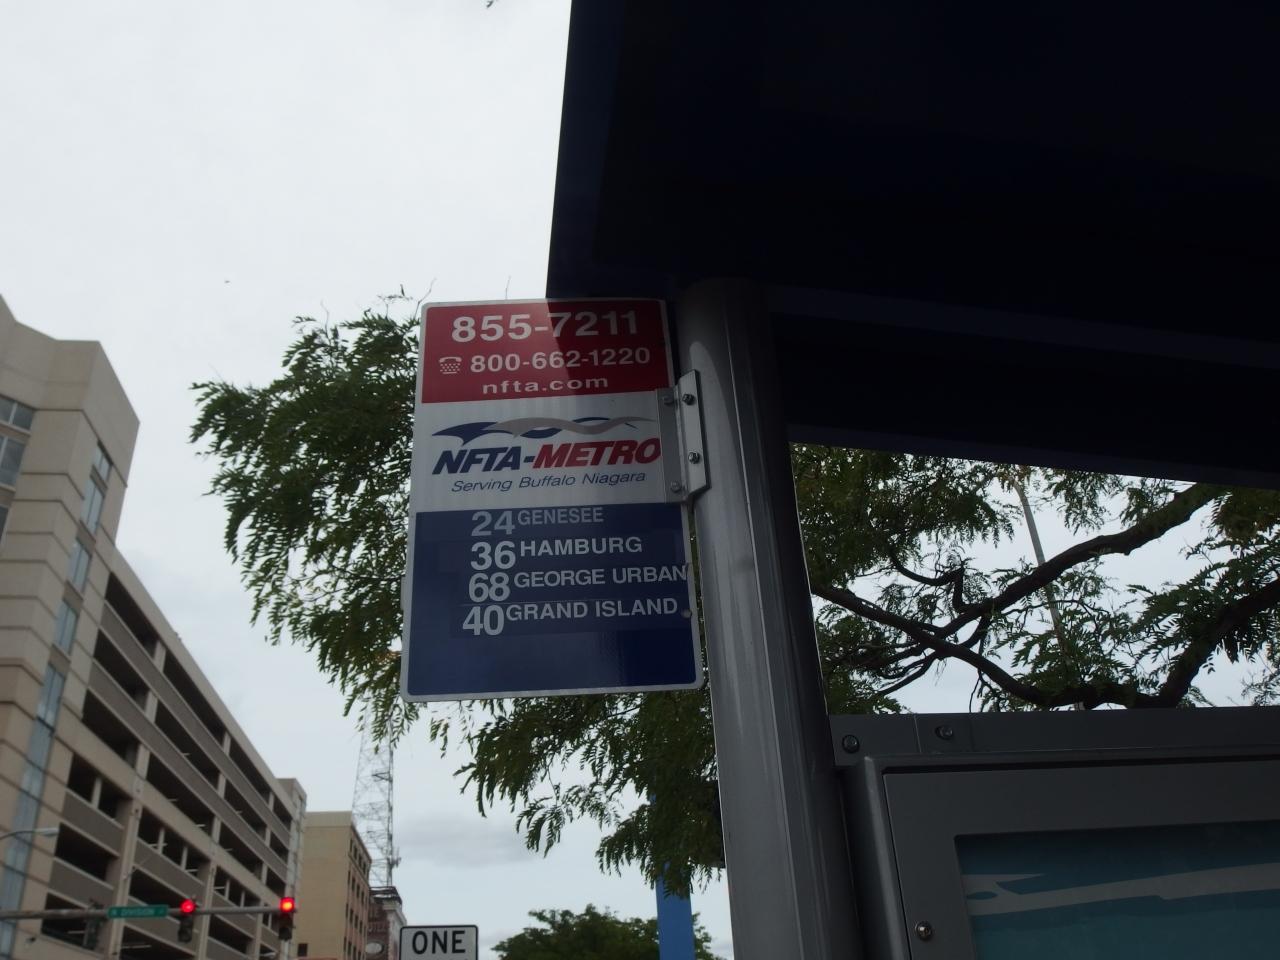 855-7211
800-662-1220
nfta.com
NFTA-METRO
Serving Buffalo Niagara
24 GENESEE
36 HAMBURG
68 GEORGE URBAN
40 GRAND ISLAND
N DIVISION
ONE